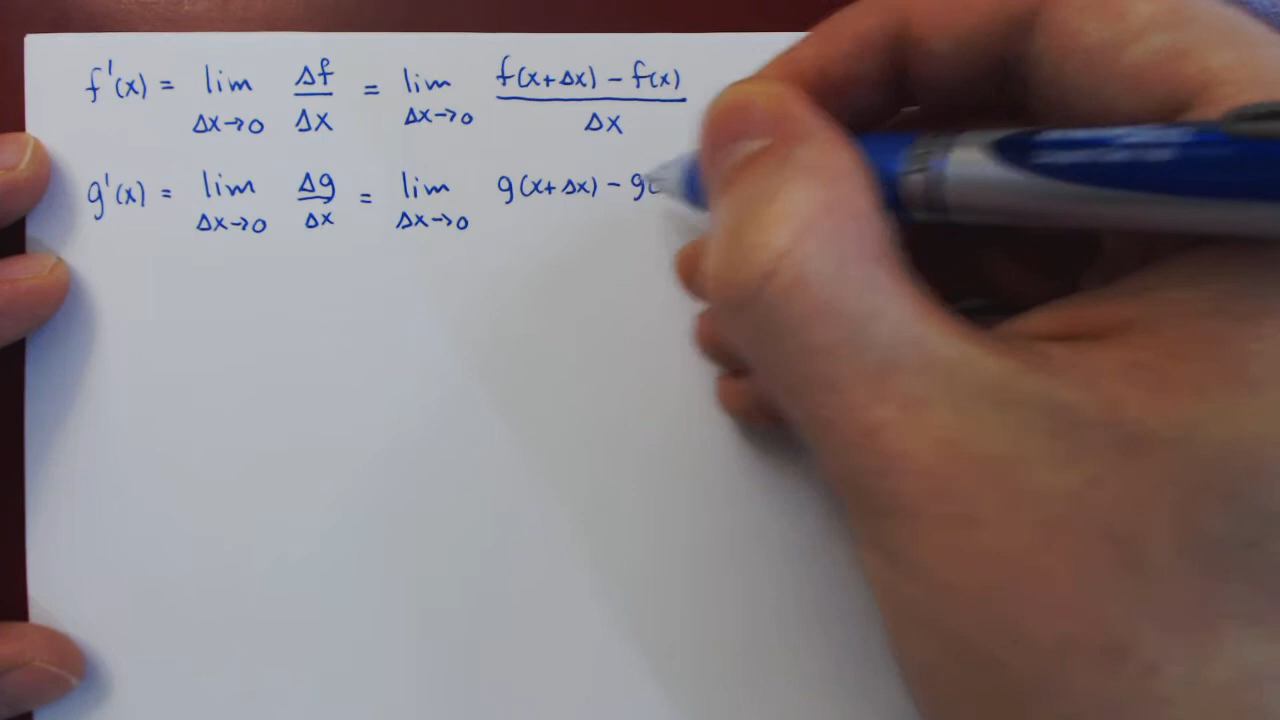 f'(x) = lim Δx→0 Δf/Δx = lim Δx→0 f(x+Δx) - f(x)/Δx
g'(x) = lim Δx→0 Δg/Δx = lim Δx→0 g(x+Δx) - g(